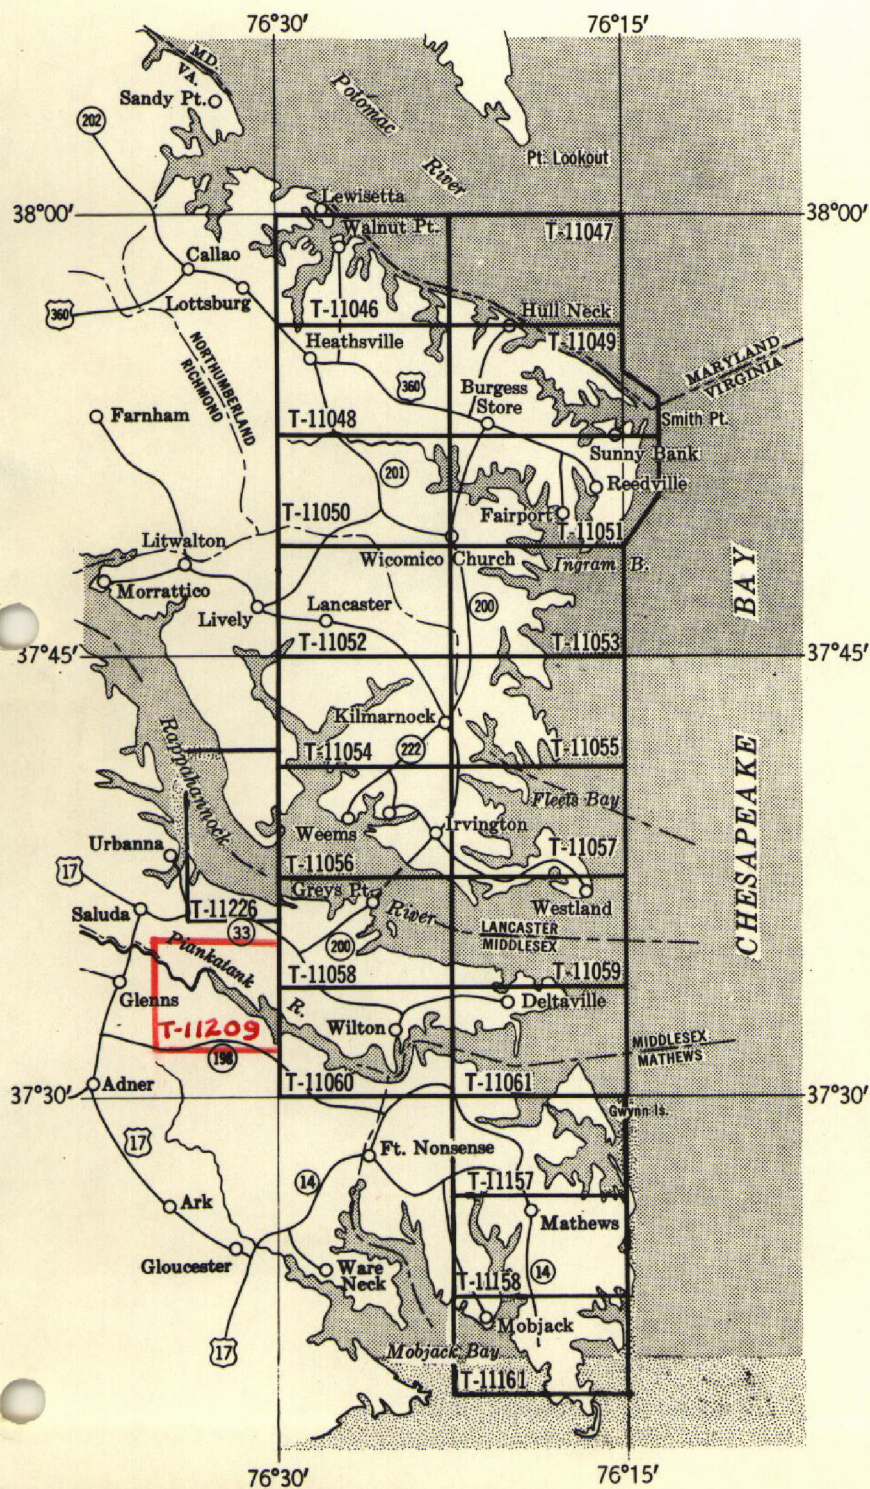 76°30′
76°15′
MD.
VA.
Sandy Pt.
202
Potomac
River
Pt. Lookout
Lewisetta
38°00′
38°00′
Walnut Pt.
T-11047
Callao
Lottsburg
360
T-11046
Hull Neck
T-11049
Heathsville
NORTHUMBERLAND
RICHMOND
MARYLAND
VIRGINIA
360
Burgess
Store
Smith Pt.
Farnham
T-11048
Sunny Bank
201
Reedville
T-11050
Fairport
T-11051
Litwalton
Wicomico Church
Ingram B.
Morrattico
Lively
Lancaster
200
BAY
T-11052
T-11053
37°45′
37°45′
Kilmarnock
Rappahannock
T-11054
222
T-11055
Fleets Bay
CHESAPEAKE
Weems
Irvington
Urbanna
T-11056
T-11057
17
Greys Pt.
Westland
Saluda
T-11226
River
33
LANCASTER
MIDDLESEX
Piankatank
200
T-11058
T-11059
Glenns
R.
Deltaville
T-11209
Wilton
198
MIDDLESEX
MATHEWS
Adner
T-11060
T-11061
37°30′
37°30′
Gwynn Is.
17
Ft. Nonsense
14
T-11157
Ark
Mathews
Gloucester
Ware
Neck
T-11158
14
Mobjack
17
Mobjack Bay
T-11161
76°30′
76°15′